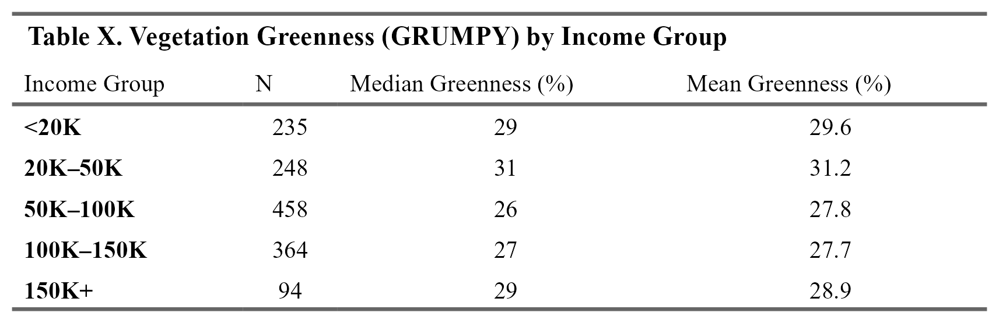 Table X. Vegetation Greenness (GRUMPY) by Income Group
Income Group N Median Greenness (%) Mean Greenness (%)
<20K 235 29 29.6
20K–50K 248 31 31.2
50K–100K 458 26 27.8
100K–150K 364 27 27.7
150K+ 94 29 28.9